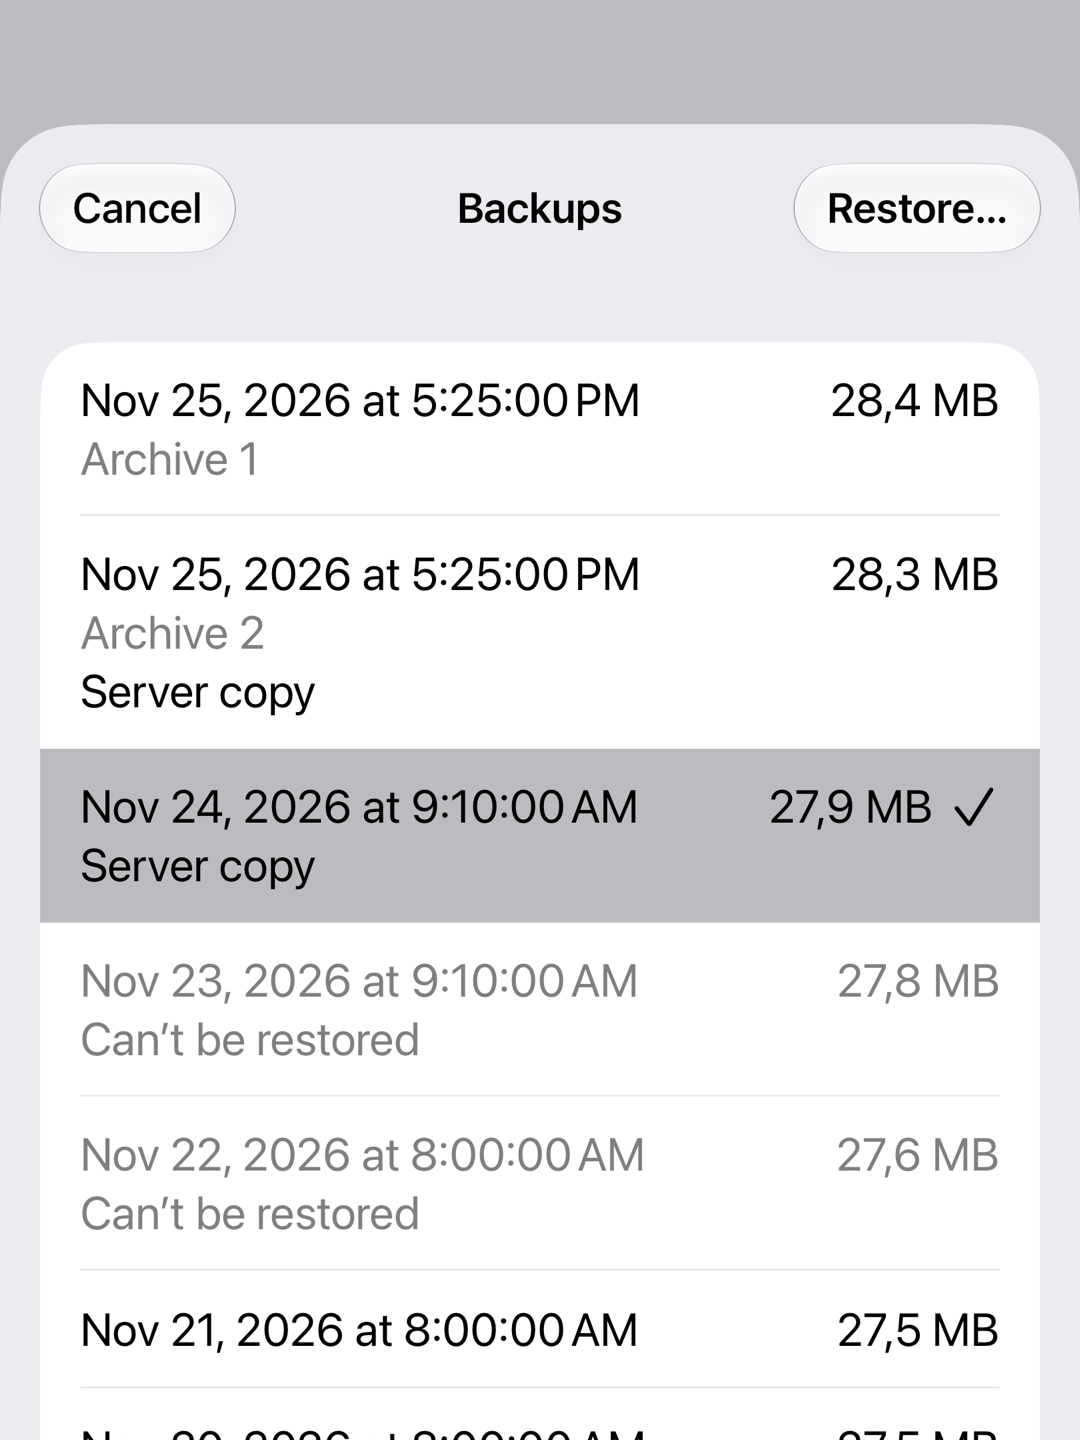 Cancel Backups Restore...
Nov 25, 2026 at 5:25:00 PM 28,4 MB
Archive 1
Nov 25, 2026 at 5:25:00 PM 28,3 MB
Archive 2
Server copy
Nov 24, 2026 at 9:10:00 AM 27,9 MB ✓
Server copy
Nov 23, 2026 at 9:10:00 AM 27,8 MB
Can’t be restored
Nov 22, 2026 at 8:00:00 AM 27,6 MB
Can’t be restored
Nov 21, 2026 at 8:00:00 AM 27,5 MB